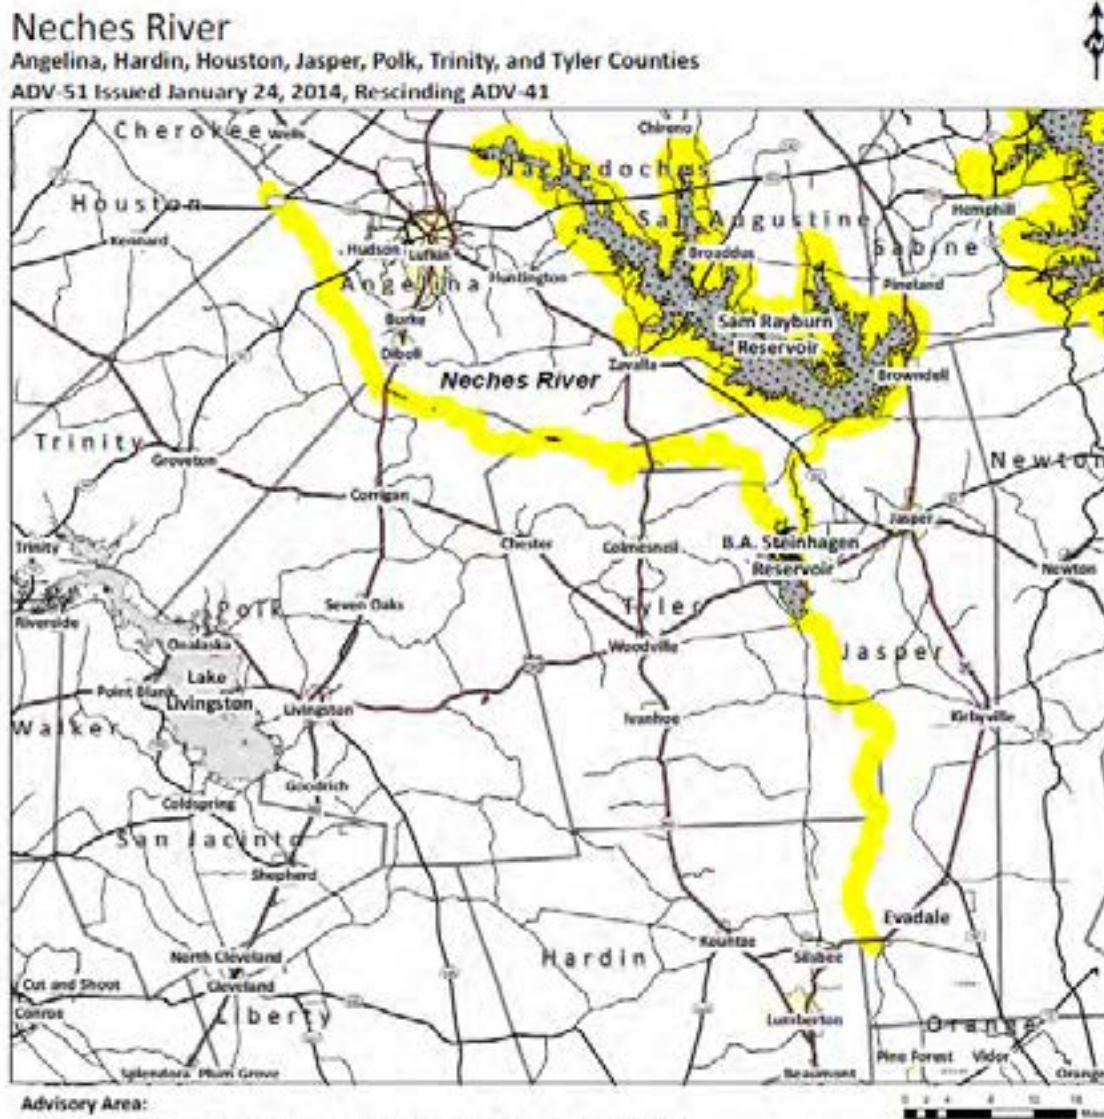 Neches River
Angelina, Hardin, Houston, Jasper, Polk, Trinity, and Tyler Counties
ADV-51 Issued January 24, 2014, Rescinding ADV-41
Cherokee Wells
Chireno
Nacogdoches
Houston
San Augustine
Hemphill
Kennard
Hudson Lufkin
Broaddus
Sabine
Angelina Huntington
Pineland
Burke
Sam Rayburn
Reservoir
Diboll
Zavalla
Browndell
Neches River
Trinity
Groveton
Newton
Corrigan
Jasper
Trinity
Chester
Colmesneil
B.A. Steinhagen
Reservoir
Newton
Riverside
Polk
Seven Oaks
Tyler
Onalaska
Woodville
Jasper
Lake
Livingston
Point Blank
Livingston
Ivanhoe
Kirbyville
Walker
Goodrich
Coldspring
San Jacinto
Shepherd
Evadale
Kountze
North Cleveland
Hardin
Silsbee
Cut and Shoot
Cleveland
Conroe
Liberty
Lumberton
Orange
Pine Forest Vidor
Splendora Plum Grove
Beaumont
Orange
Advisory Area: